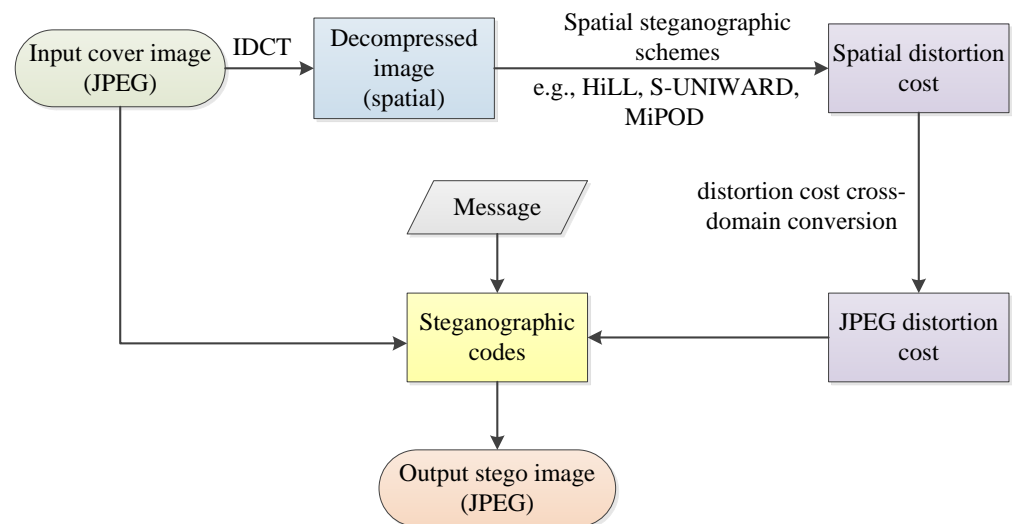 Input cover image
(JPEG)
IDCT
Decompressed
image
(spatial)
Spatial steganographic
schemes
e.g., HiLL, S-UNIWARD,
MiPOD
Spatial distortion
cost
distortion cost cross-
domain conversion
Message
Steganographic
codes
JPEG distortion
cost
Output stego image
(JPEG)